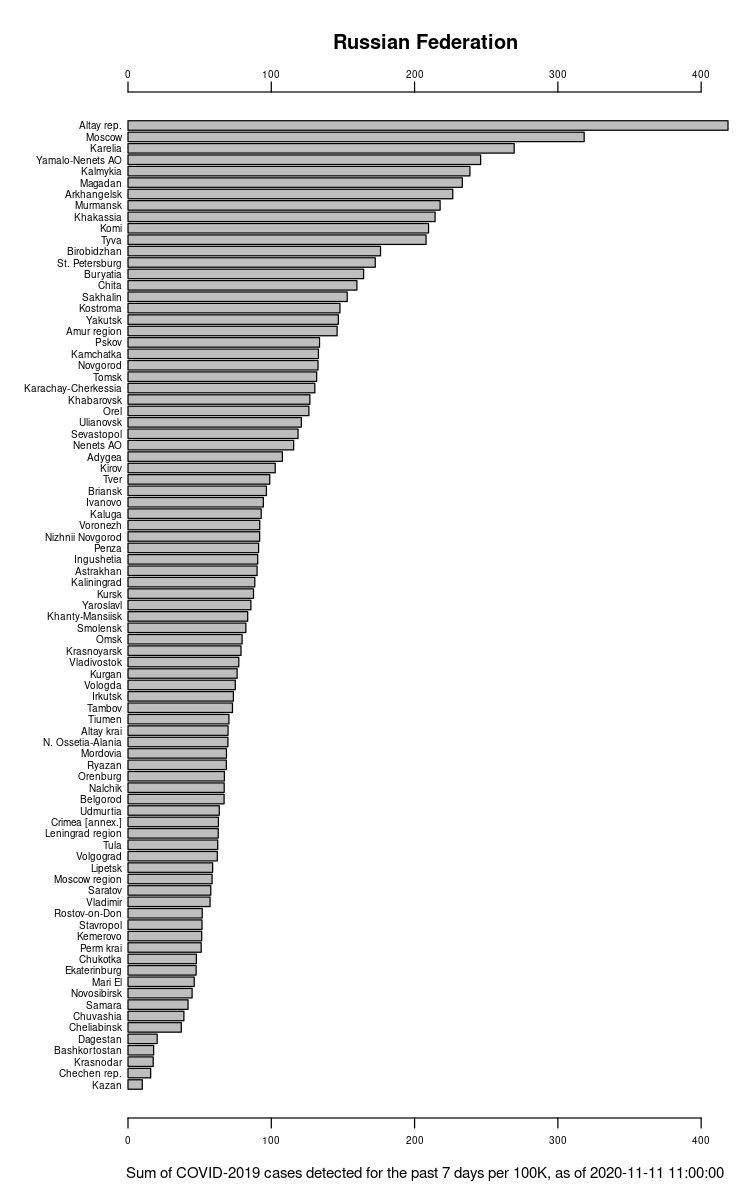 Russian Federation
0 100 200 300 400
Altay rep.
Moscow
Karelia
Yamalo-Nenets AO
Kalmykia
Magadan
Arkhangelsk
Murmansk
Khakassia
Komi
Tyva
Birobidzhan
St. Petersburg
Buryatia
Chita
Sakhalin
Kostroma
Yakutsk
Amur region
Pskov
Kamchatka
Novgorod
Tomsk
Karachay-Cherkessia
Khabarovsk
Orel
Ulianovsk
Sevastopol
Nenets AO
Adygea
Kirov
Tver
Briansk
Ivanovo
Kaluga
Voronezh
Nizhnii Novgorod
Penza
Ingushetia
Astrakhan
Kaliningrad
Kursk
Yaroslavl
Khanty-Mansiisk
Smolensk
Omsk
Krasnoyarsk
Vladivostok
Kurgan
Vologda
Irkutsk
Tambov
Tiumen
Altay krai
N. Ossetia-Alania
Mordovia
Ryazan
Orenburg
Nalchik
Belgorod
Udmurtia
Crimea [annex.]
Leningrad region
Tula
Volgograd
Lipetsk
Moscow region
Saratov
Vladimir
Rostov-on-Don
Stavropol
Kemerovo
Perm krai
Chukotka
Ekaterinburg
Mari El
Novosibirsk
Samara
Chuvashia
Cheliabinsk
Dagestan
Bashkortostan
Krasnodar
Chechen rep.
Kazan
0 100 200 300 400
Sum of COVID-2019 cases detected for the past 7 days per 100K, as of 2020-11-11 11:00:00